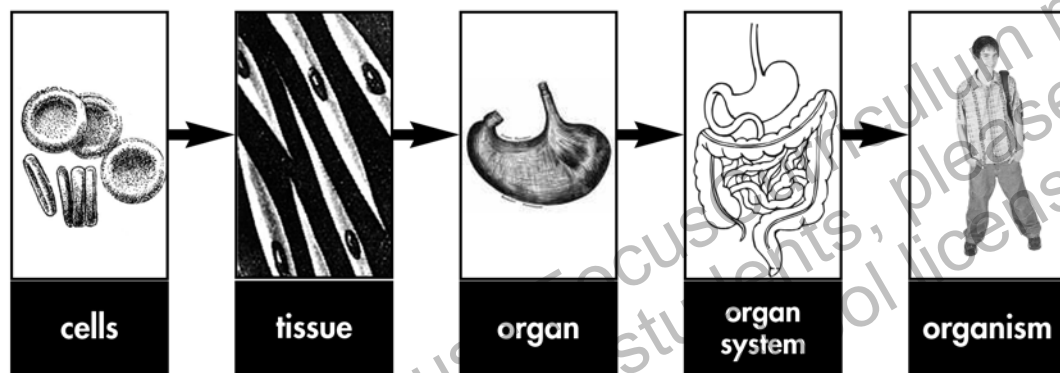 cells
tissue
organ
organ
system
organism